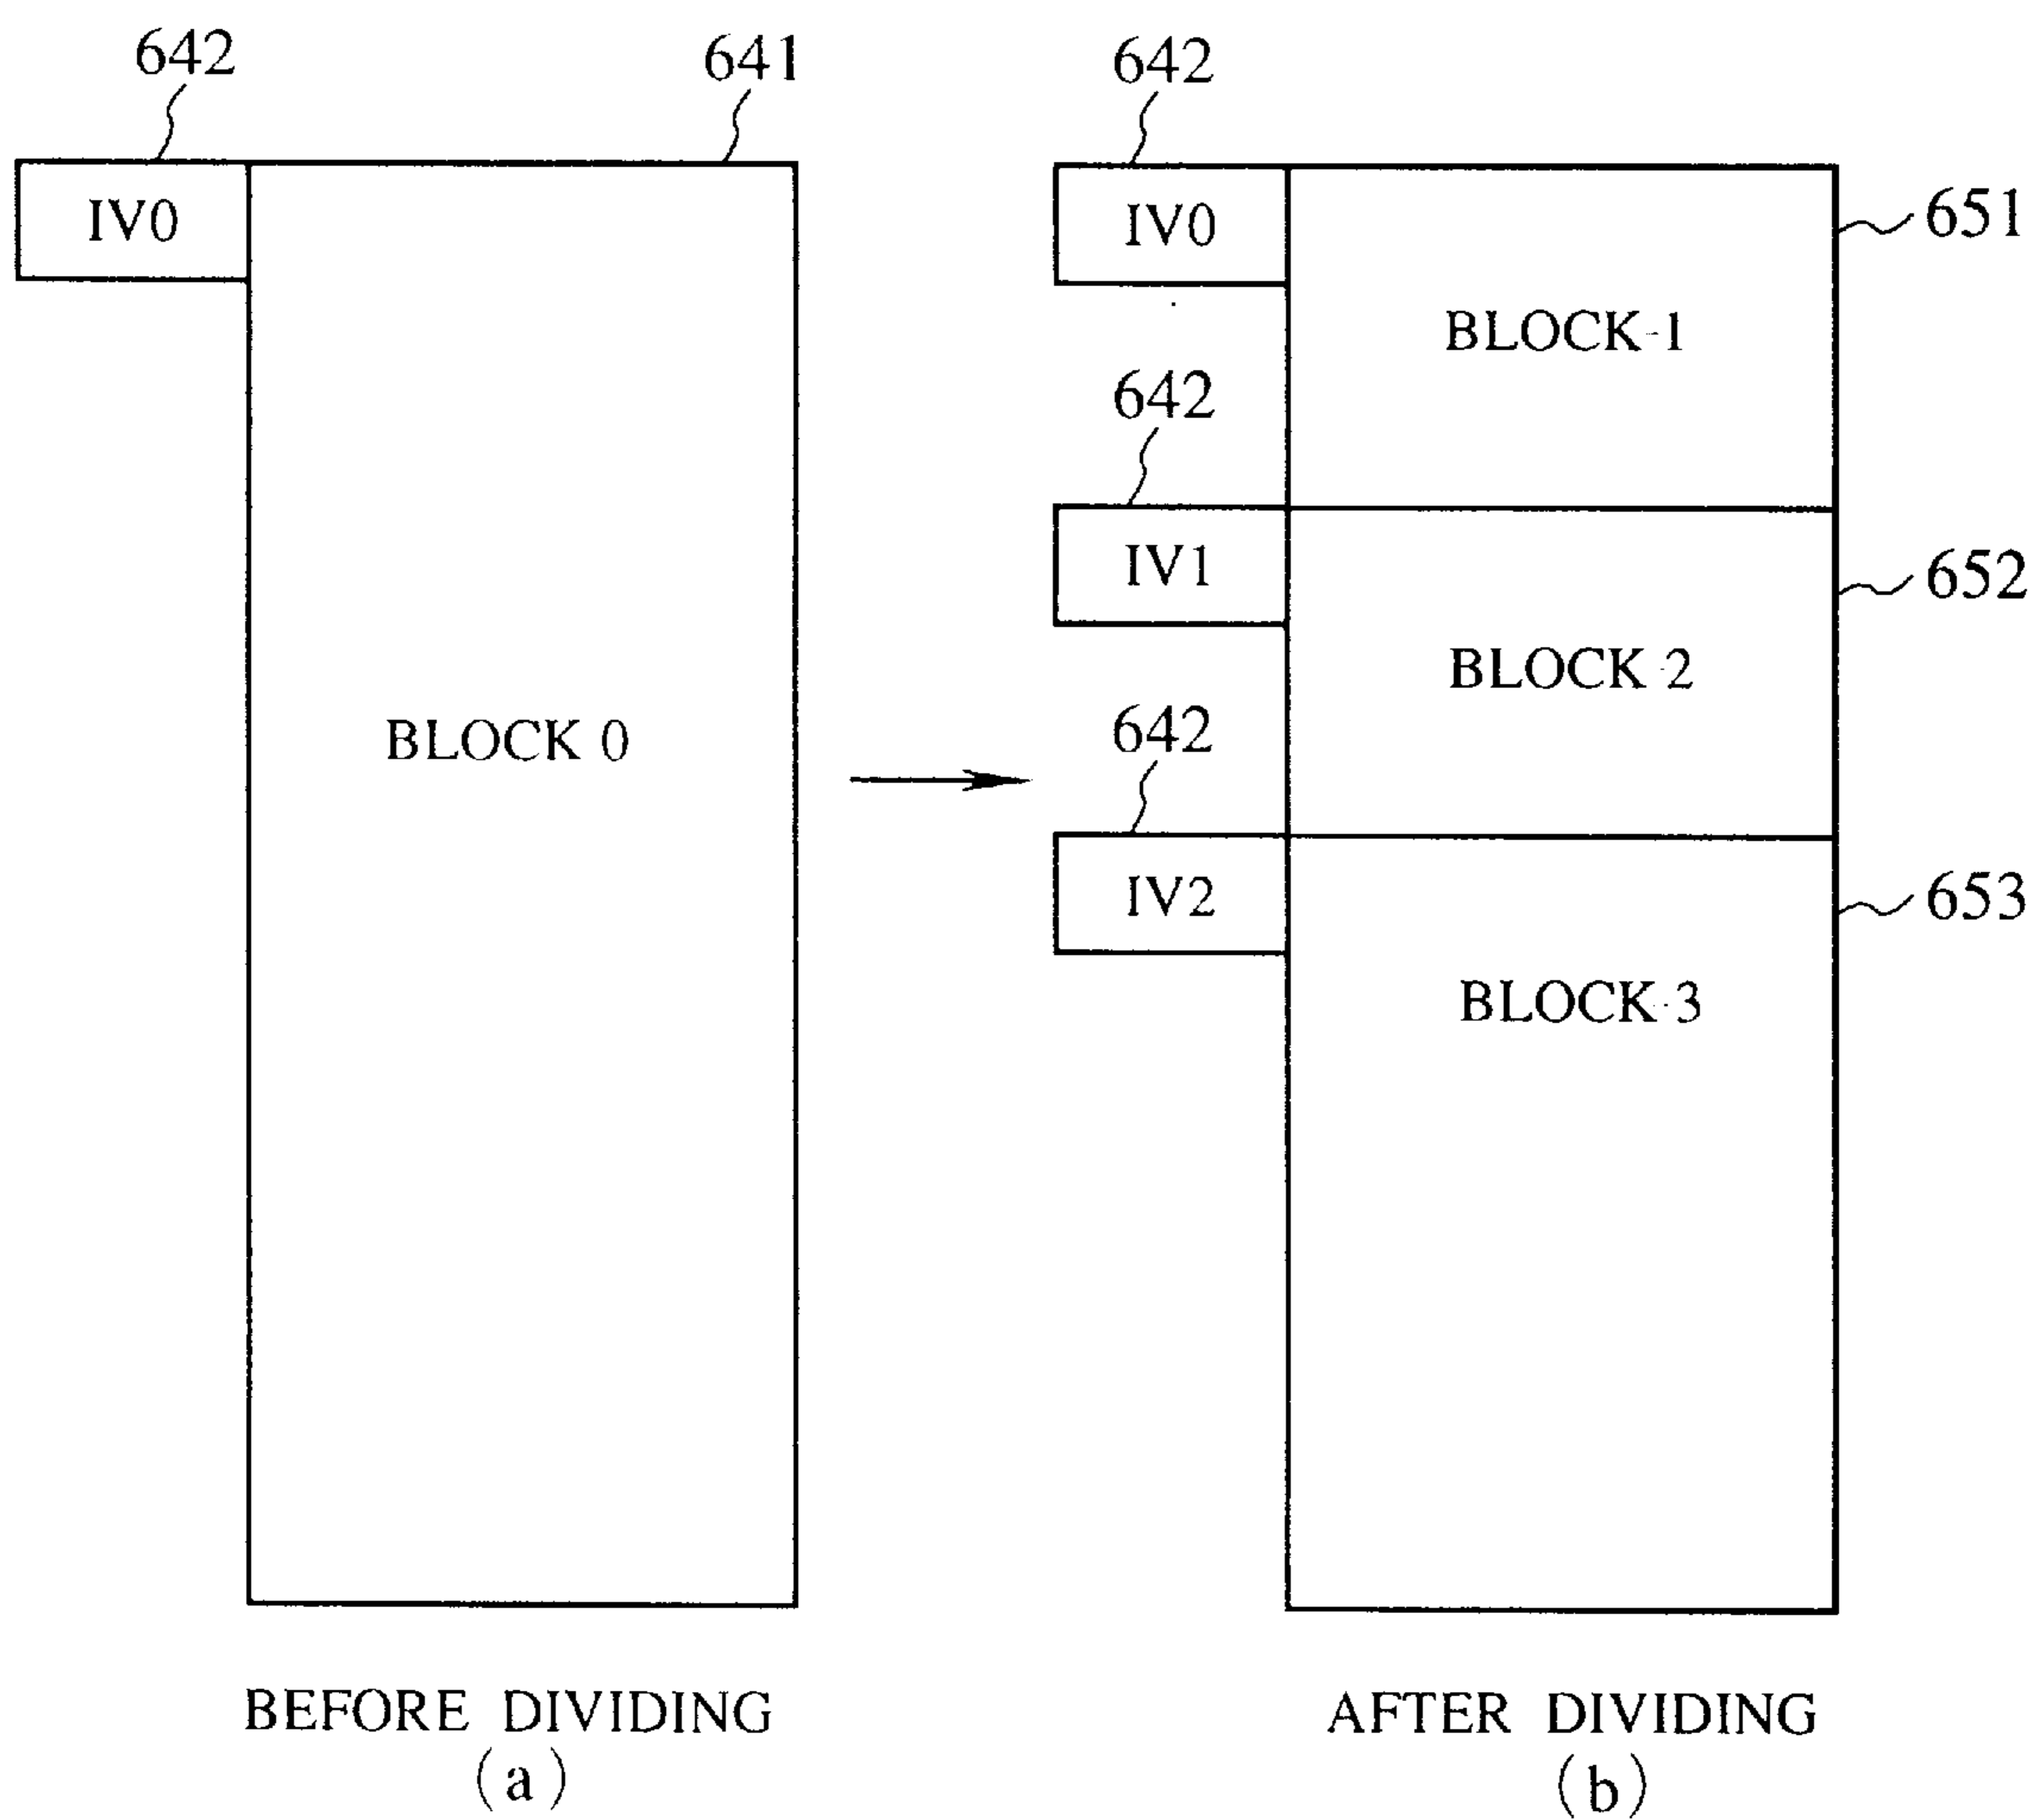 642
641
IV0
BLOCK 0
BEFORE DIVIDING
(a)
642
IV0
651
BLOCK-1
642
IV1
652
BLOCK-2
642
IV2
653
BLOCK-3
AFTER DIVIDING
(b)